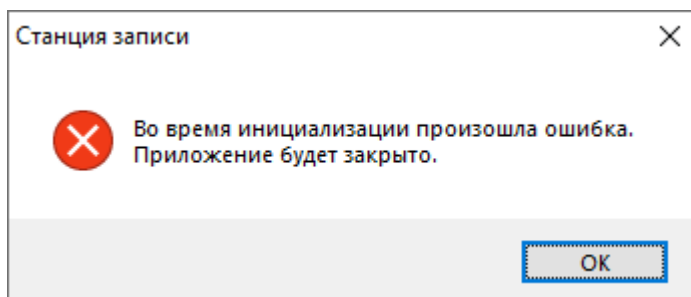 Станция записи
Во время инициализации произошла ошибка.
Приложение будет закрыто.
OK